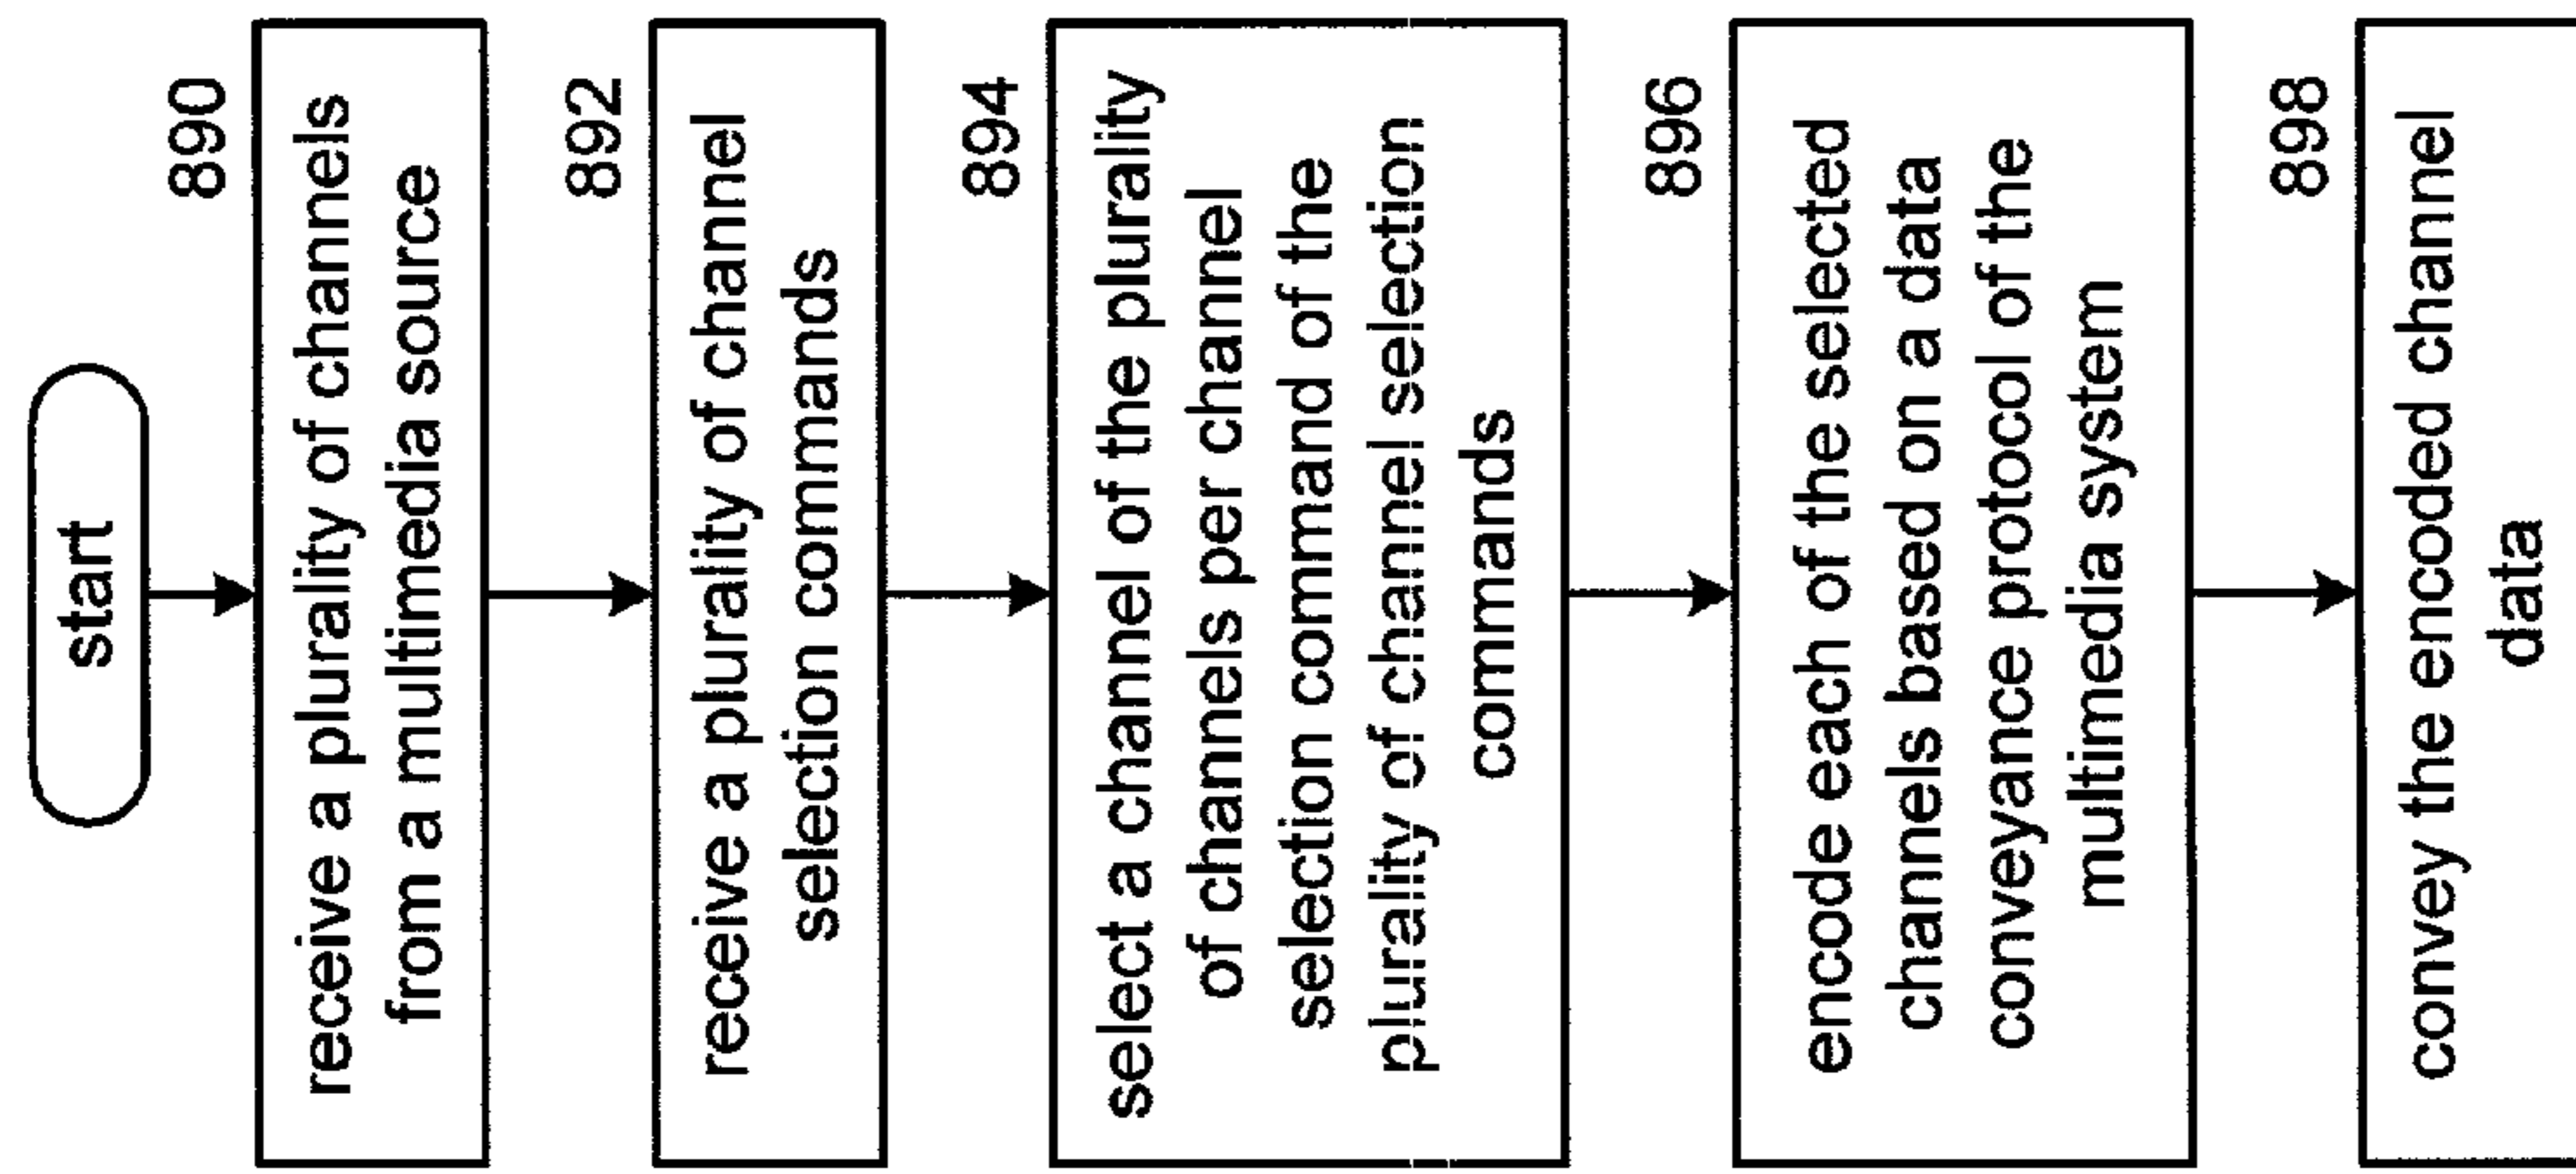 start
890
receive a plurality of channels
from a multimedia source
892
receive a plurality of channel
selection commands
894
select a channel of the plurality
of channels per channel
selection command of the
plurality of channel selection
commands
896
encode each of the selected
channels based on a data
conveyance protocol of the
multimedia system
898
convey the encoded channel
data